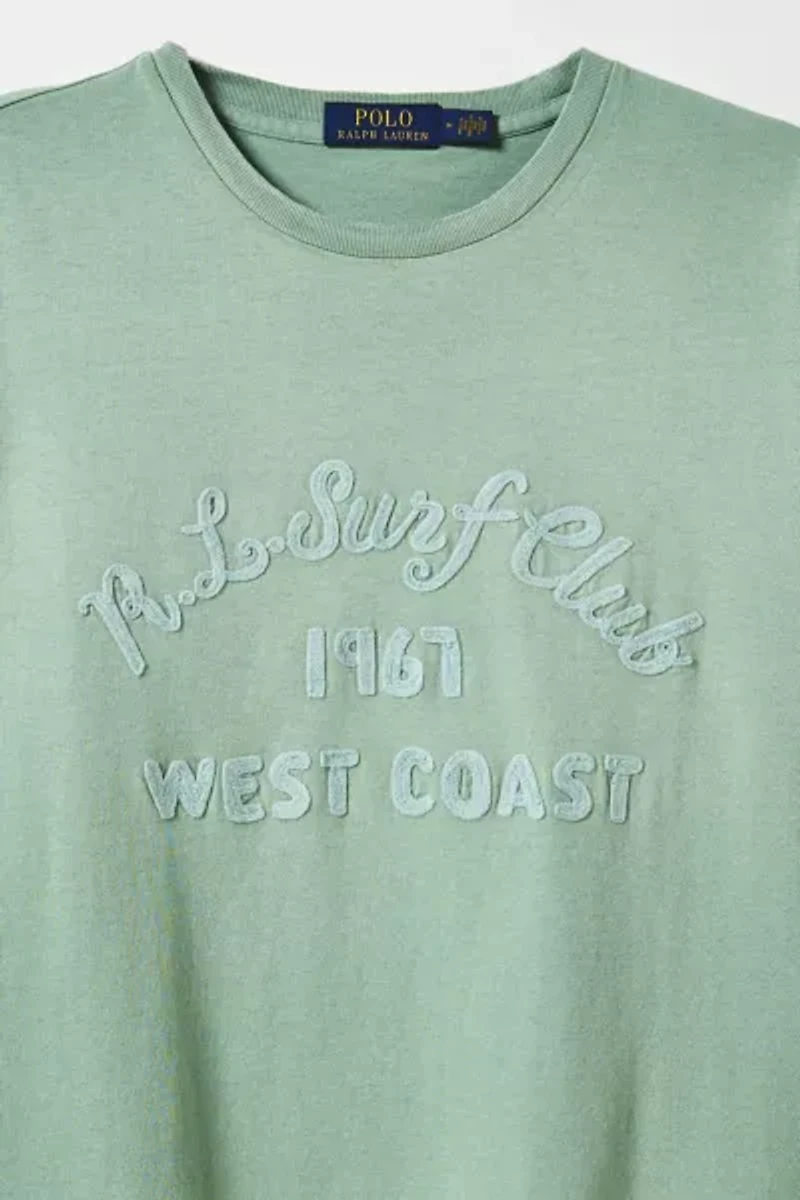 POLO
RALPH LAUREN
R.L. Surf Club
1967
WEST COAST